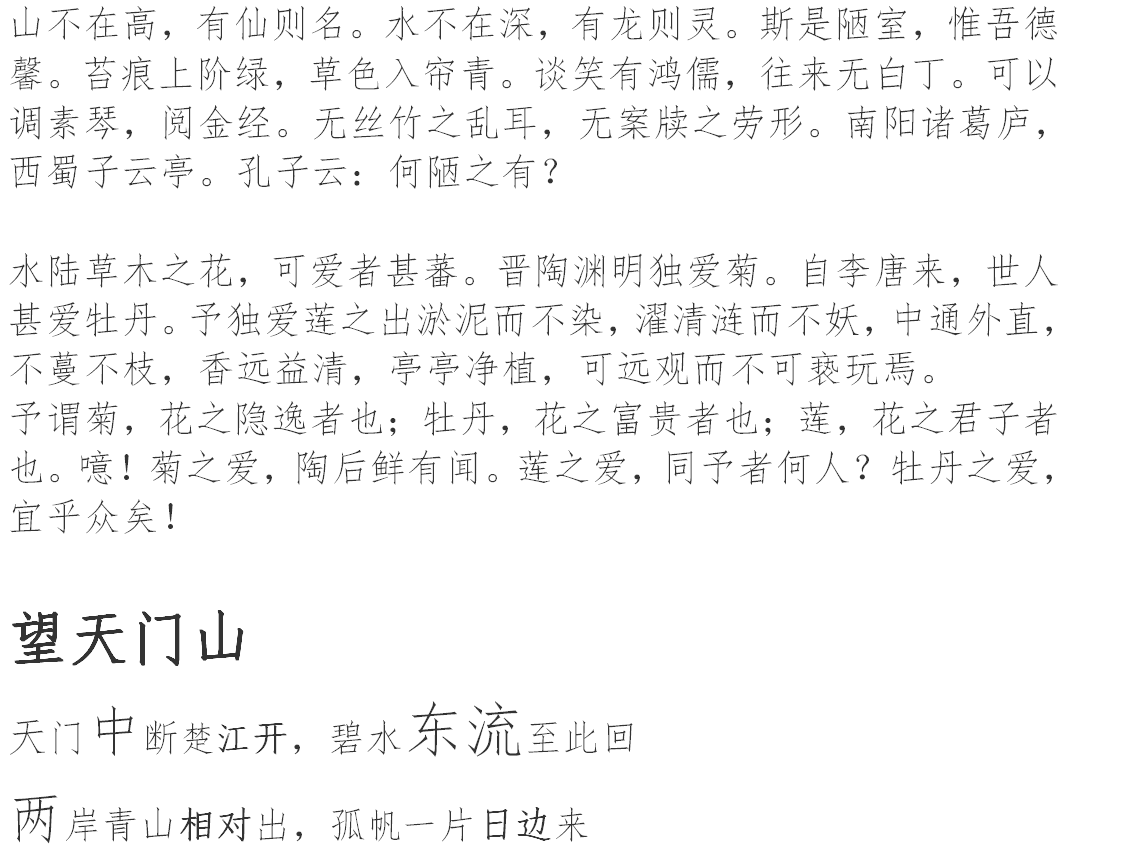 山不在高，有仙则名。水不在深，有龙则灵。斯是陋室，惟吾德
馨。苔痕上阶绿，草色入帘青。谈笑有鸿儒，往来无白丁。可以
调素琴，阅金经。无丝竹之乱耳，无案牍之劳形。南阳诸葛庐，
西蜀子云亭。孔子云：何陋之有？
水陆草木之花，可爱者甚蕃。晋陶渊明独爱菊。自李唐来，世人
甚爱牡丹。予独爱莲之出淤泥而不染，濯清涟而不妖，中通外直，
不蔓不枝，香远益清，亭亭净植，可远观而不可亵玩焉。
予谓菊，花之隐逸者也；牡丹，花之富贵者也；莲，花之君子者
也。噫！菊之爱，陶后鲜有闻。莲之爱，同予者何人？牡丹之爱，
宜乎众矣！
望天门山
天门中断楚江开，碧水东流至此回
两岸青山相对出，孤帆一片日边来